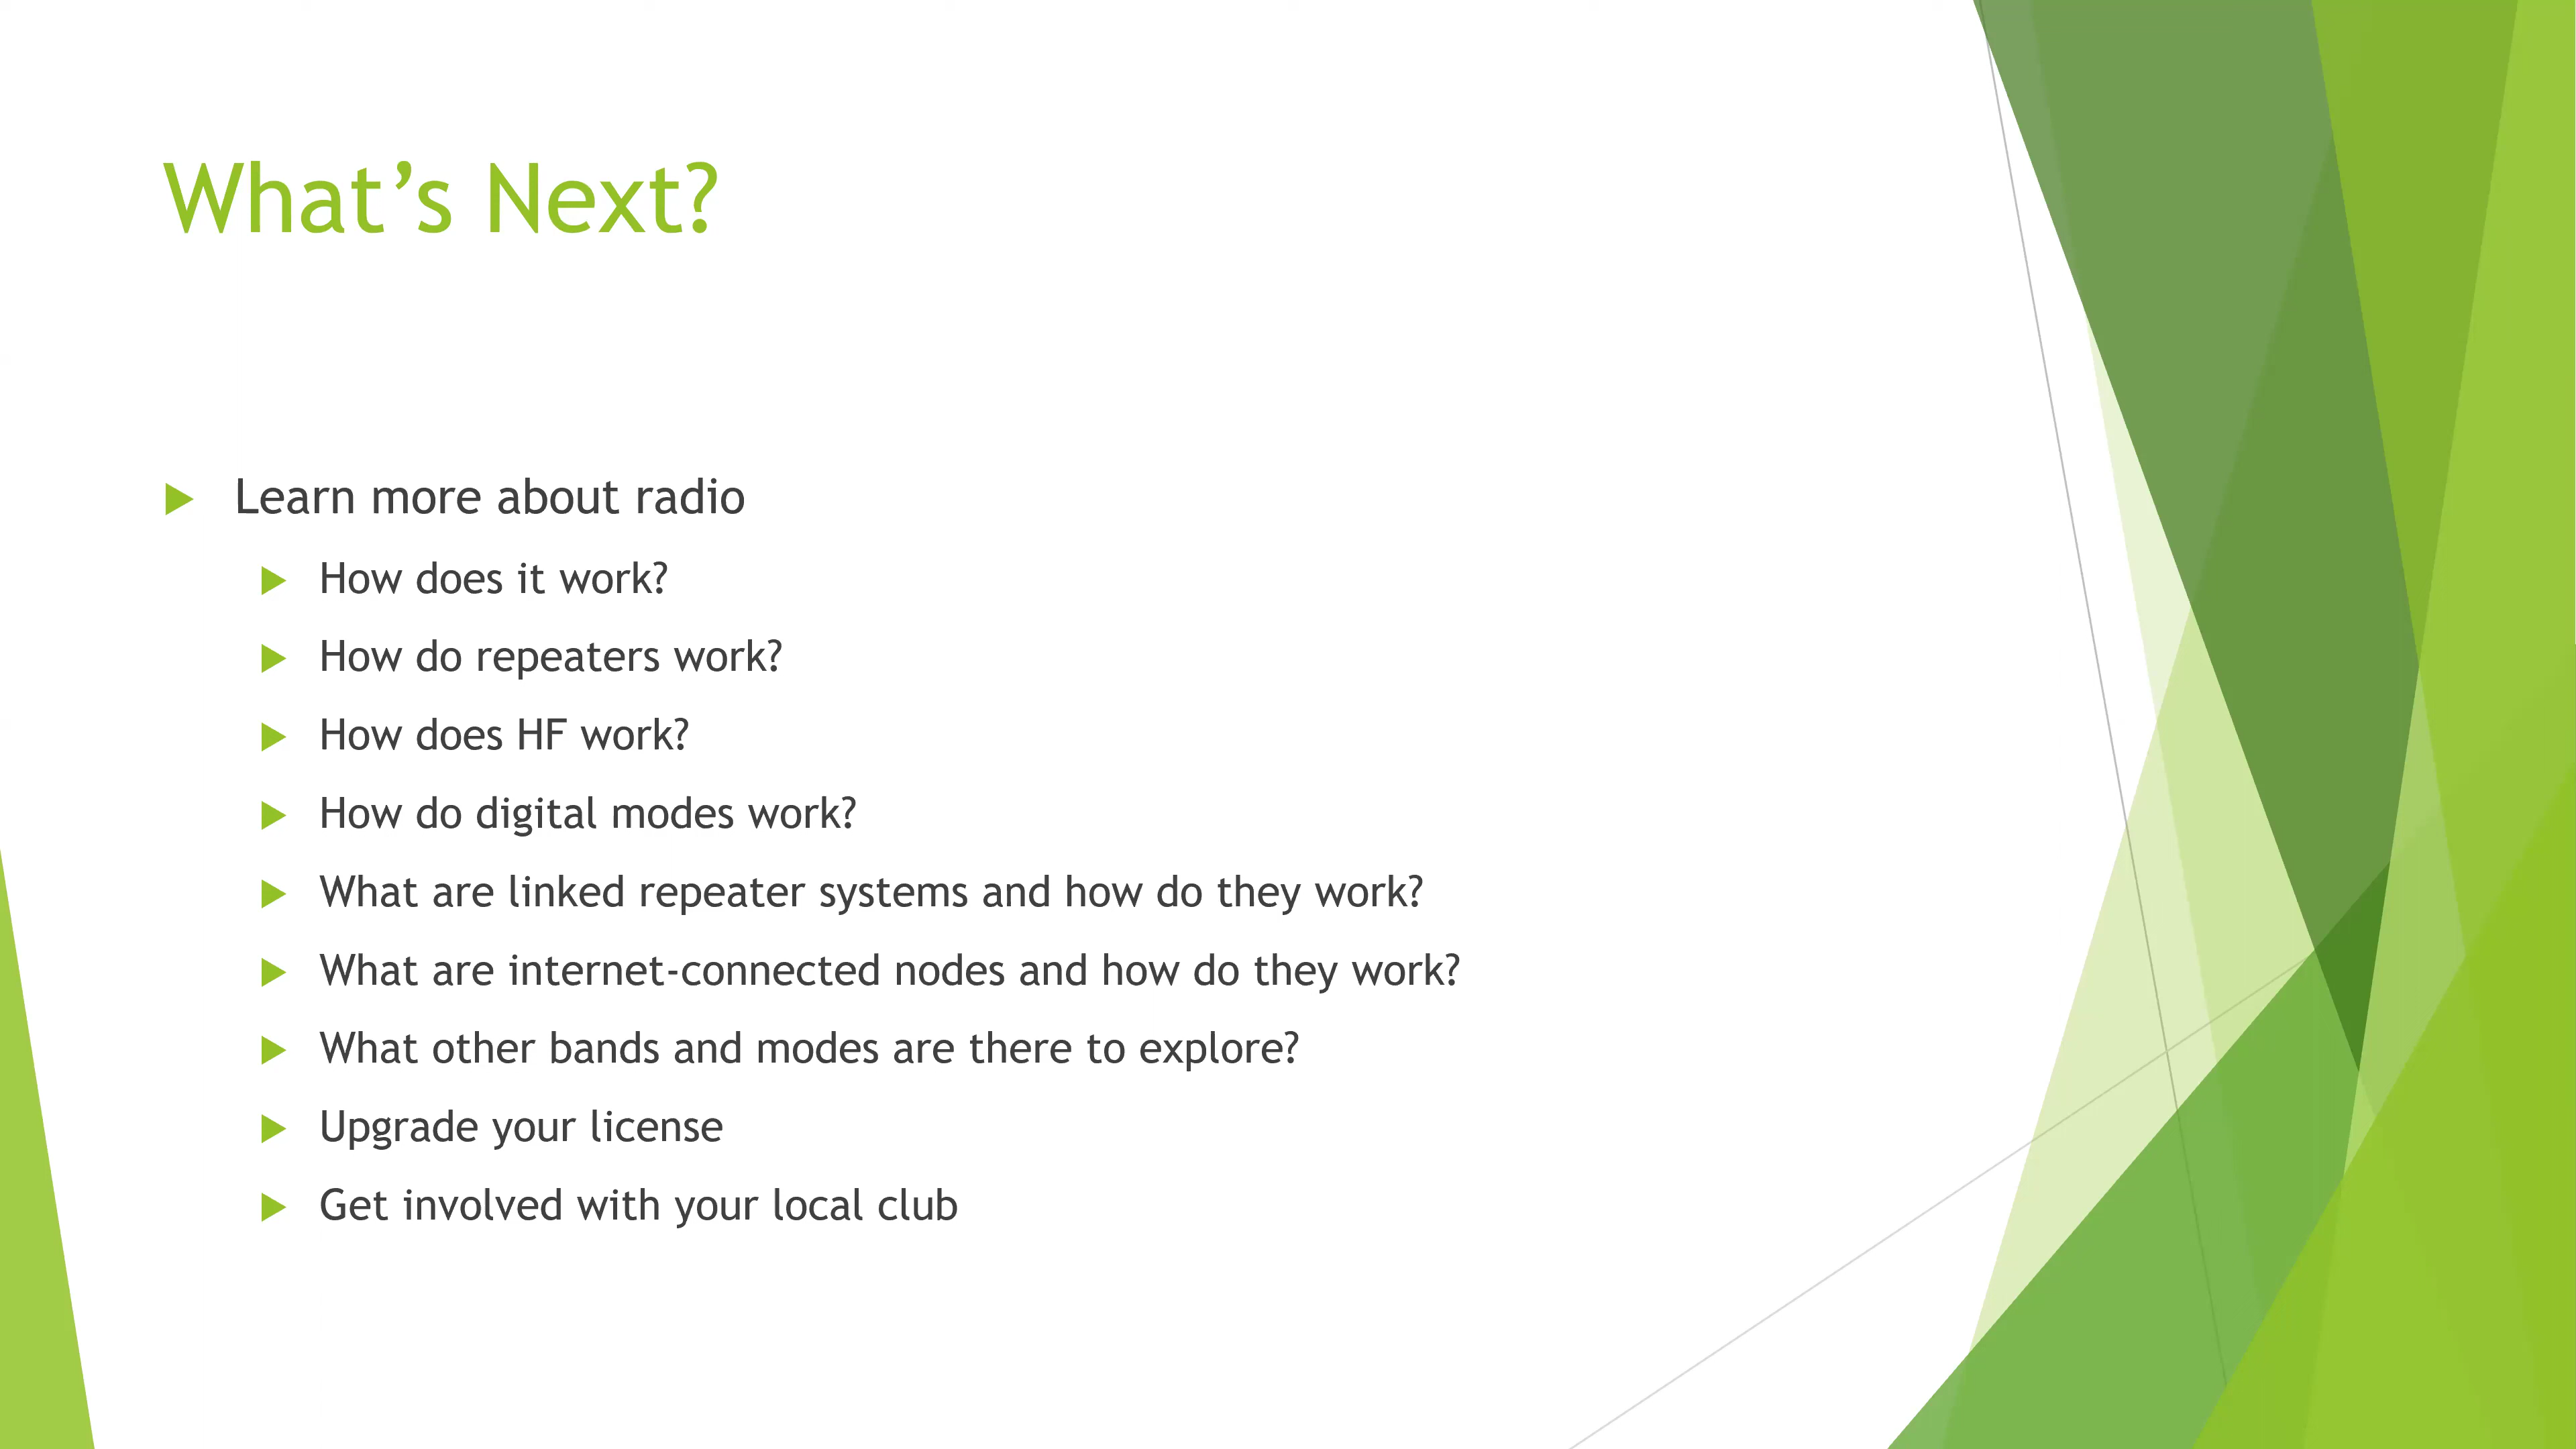 What’s Next?
Learn more about radio
How does it work?
How do repeaters work?
How does HF work?
How do digital modes work?
What are linked repeater systems and how do they work?
What are internet-connected nodes and how do they work?
What other bands and modes are there to explore?
Upgrade your license
Get involved with your local club